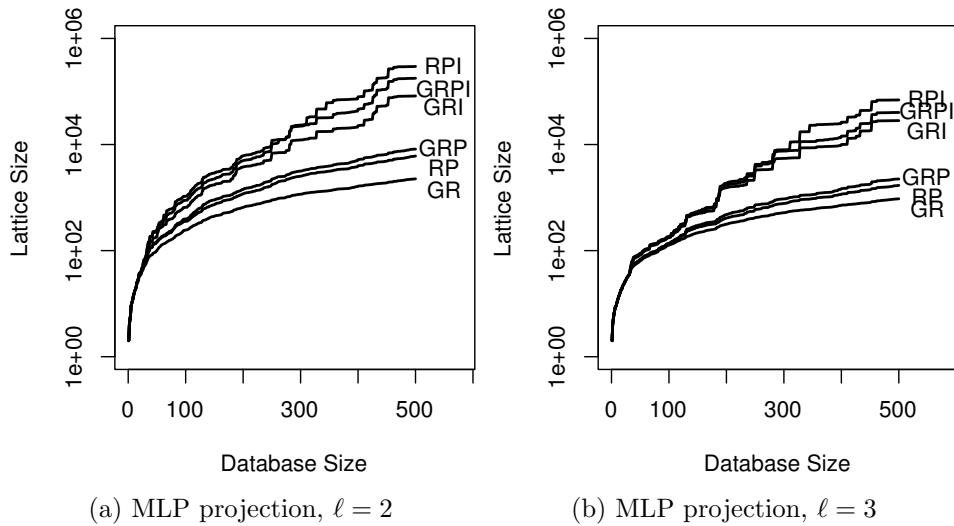 1e+06
1e+04
1e+02
1e+00
Lattice Size
RPI
GRPI
GRI
GRP
RP
GR
0 100 300 500
Database Size
(a) MLP projection, ℓ = 2
1e+06
1e+04
1e+02
1e+00
Lattice Size
RPI
GRPI
GRI
GRP
RP
GR
0 100 300 500
Database Size
(b) MLP projection, ℓ = 3